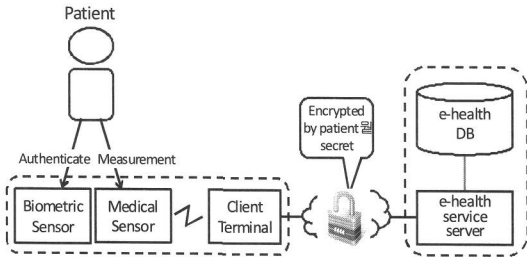 Patient
Encrypted
by patient뮇
secret
e-health
DB
Authenticate
Measurement
Biometric
Sensor
Medical
Sensor
Client
Terminal
e-health
service
server